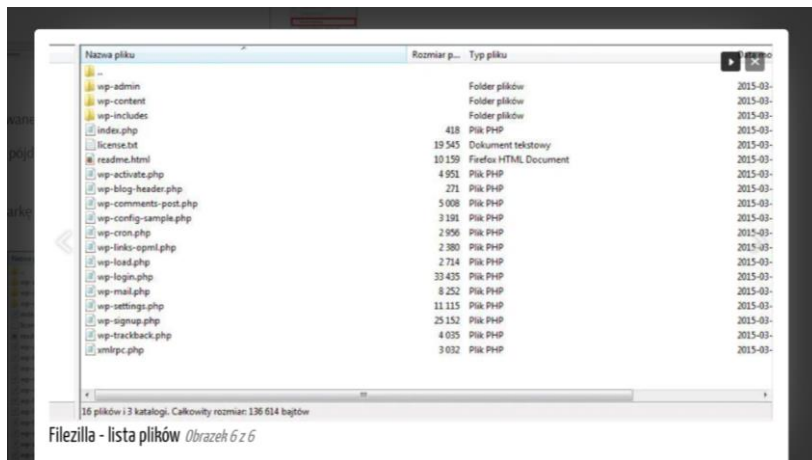 Nazwa pliku Rozmiar p... Typ pliku
..
wp-admin Folder plików 2015-03-
wp-content Folder plików 2015-03-
wp-includes Folder plików 2015-03-
index.php 418 Plik PHP 2015-03-
license.txt 19 545 Dokument tekstowy 2015-03-
readme.html 10 159 Firefox HTML Document 2015-03-
wp-activate.php 4 951 Plik PHP 2015-03-
wp-blog-header.php 271 Plik PHP 2015-03-
wp-comments-post.php 5 008 Plik PHP 2015-03-
wp-config-sample.php 3 191 Plik PHP 2015-03-
wp-cron.php 2 956 Plik PHP 2015-03-
wp-links-opml.php 2 380 Plik PHP 2015-03-
wp-load.php 2 714 Plik PHP 2015-03-
wp-login.php 33 435 Plik PHP 2015-03-
wp-mail.php 8 252 Plik PHP 2015-03-
wp-settings.php 11 115 Plik PHP 2015-03-
wp-signup.php 25 152 Plik PHP 2015-03-
wp-trackback.php 4 035 Plik PHP 2015-03-
xmlrpc.php 3 032 Plik PHP 2015-03-
16 plików i 3 katalogi. Całkowity rozmiar: 136 614 bajtów
Filezilla - lista plików Obrazek 6 z 6